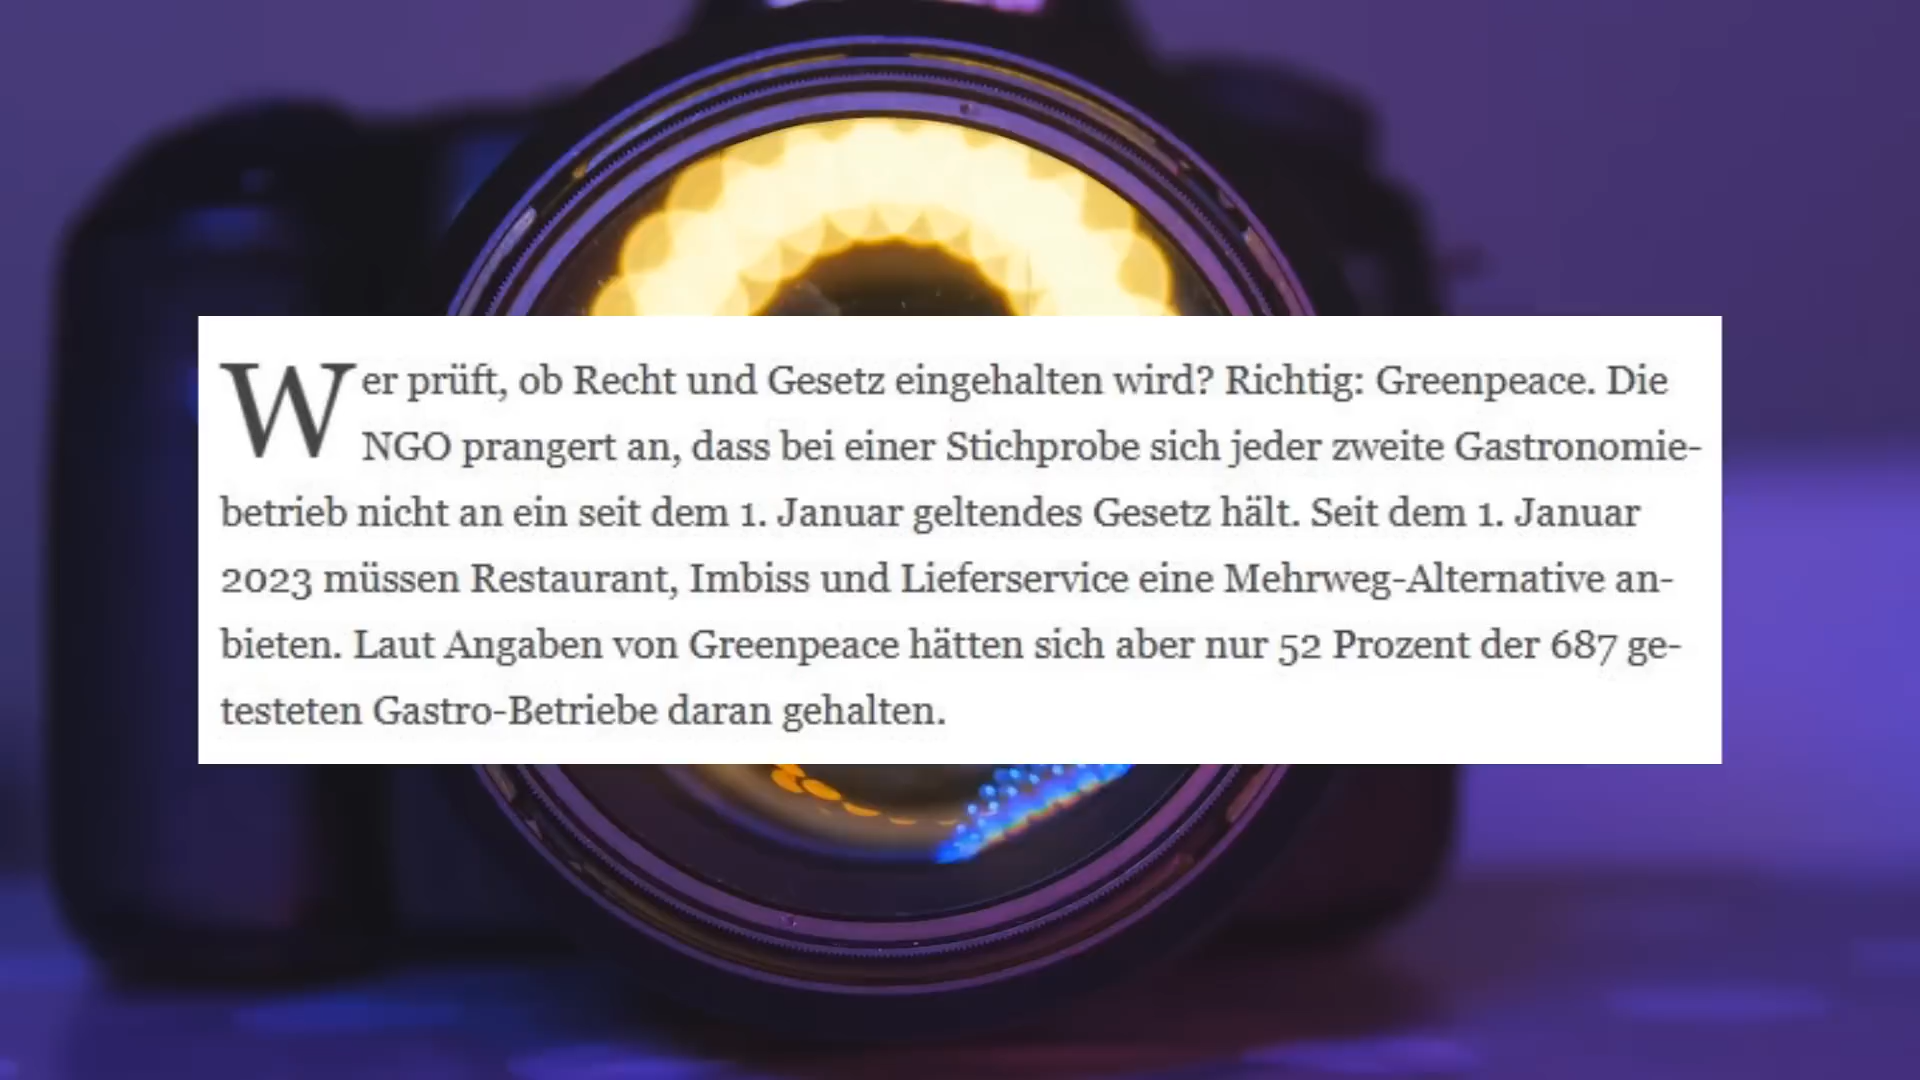 Wer prüft, ob Recht und Gesetz eingehalten wird? Richtig: Greenpeace. Die
NGO prangert an, dass bei einer Stichprobe sich jeder zweite Gastronomie-
betrieb nicht an ein seit dem 1. Januar geltendes Gesetz hält. Seit dem 1. Januar
2023 müssen Restaurant, Imbiss und Lieferservice eine Mehrweg-Alternative an-
bieten. Laut Angaben von Greenpeace hätten sich aber nur 52 Prozent der 687 ge-
testeten Gastro-Betriebe daran gehalten.